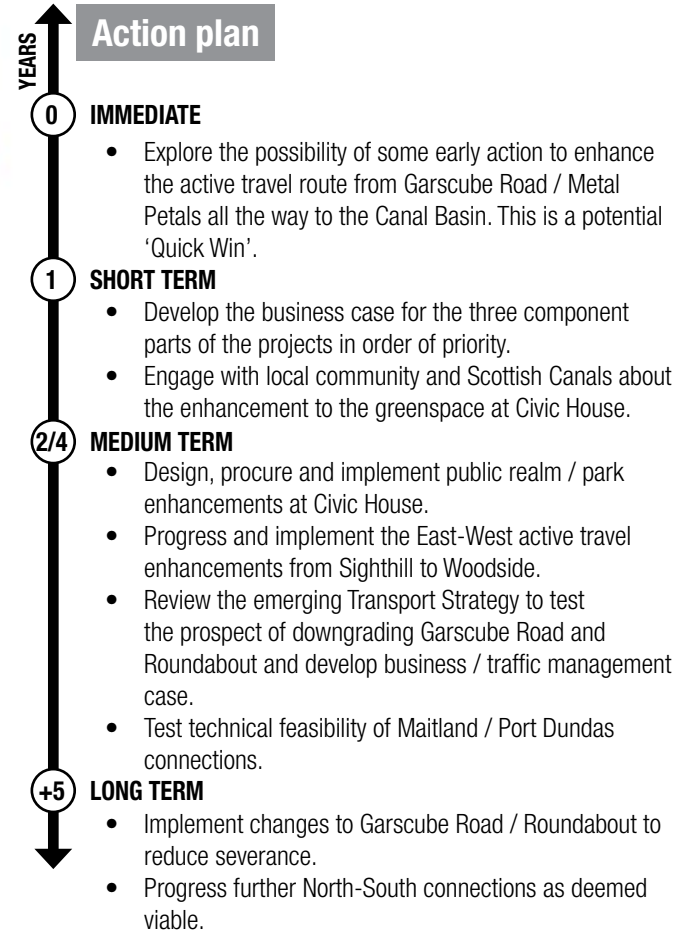 YEARS
Action plan
0 IMMEDIATE
• Explore the possibility of some early action to enhance
the active travel route from Garscube Road / Metal
Petals all the way to the Canal Basin. This is a potential
‘Quick Win’.
1 SHORT TERM
• Develop the business case for the three component
parts of the projects in order of priority.
• Engage with local community and Scottish Canals about
the enhancement to the greenspace at Civic House.
2/4 MEDIUM TERM
• Design, procure and implement public realm / park
enhancements at Civic House.
• Progress and implement the East-West active travel
enhancements from Sighthill to Woodside.
• Review the emerging Transport Strategy to test
the prospect of downgrading Garscube Road and
Roundabout and develop business / traffic management
case.
• Test technical feasibility of Maitland / Port Dundas
connections.
+5 LONG TERM
• Implement changes to Garscube Road / Roundabout to
reduce severance.
• Progress further North-South connections as deemed
viable.